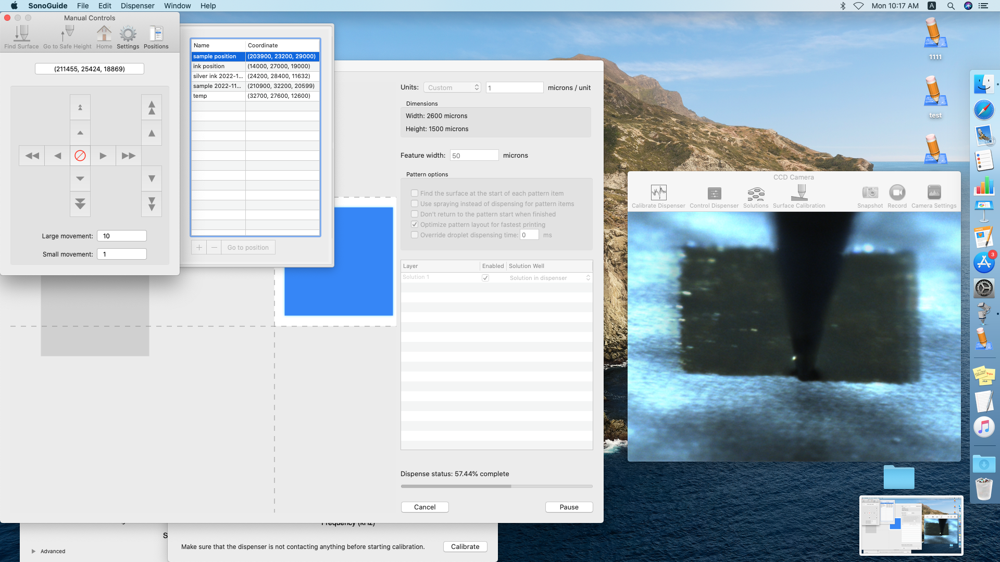 SonoGuide File Edit Dispenser Window Help
Mon 10:17 AM A
Manual Controls
Find Surface Go to Safe Height Home Settings Positions
(211455, 25424, 18869)
Large movement: 10
Small movement: 1
Name Coordinate
sample position (203900, 23200, 29000)
ink position (14000, 27000, 19000)
silver ink 2022-1... (24200, 28400, 11632)
sample 2022-11... (210900, 32200, 20599)
temp (32700, 27600, 12600)
+ − Go to position
Units: Custom 1 microns / unit
Dimensions
Width: 2600 microns
Height: 1500 microns
Feature width: 50 microns
Pattern options
Find the surface at the start of each pattern item
Use spraying instead of dispensing for pattern items
Don't return to the pattern start when finished
Optimize pattern layout for fastest printing
Override droplet dispensing time: 0 ms
Layer Enabled Solution Well
Solution 1 Solution in dispenser
Dispense status: 57.44% complete
Cancel Pause
Frequency (kHz)
S
Advanced
Make sure that the dispenser is not contacting anything before starting calibration. Calibrate
1111
test
CCD Camera
Calibrate Dispenser Control Dispenser Solutions Surface Calibration Snapshot Record Camera Settings
3